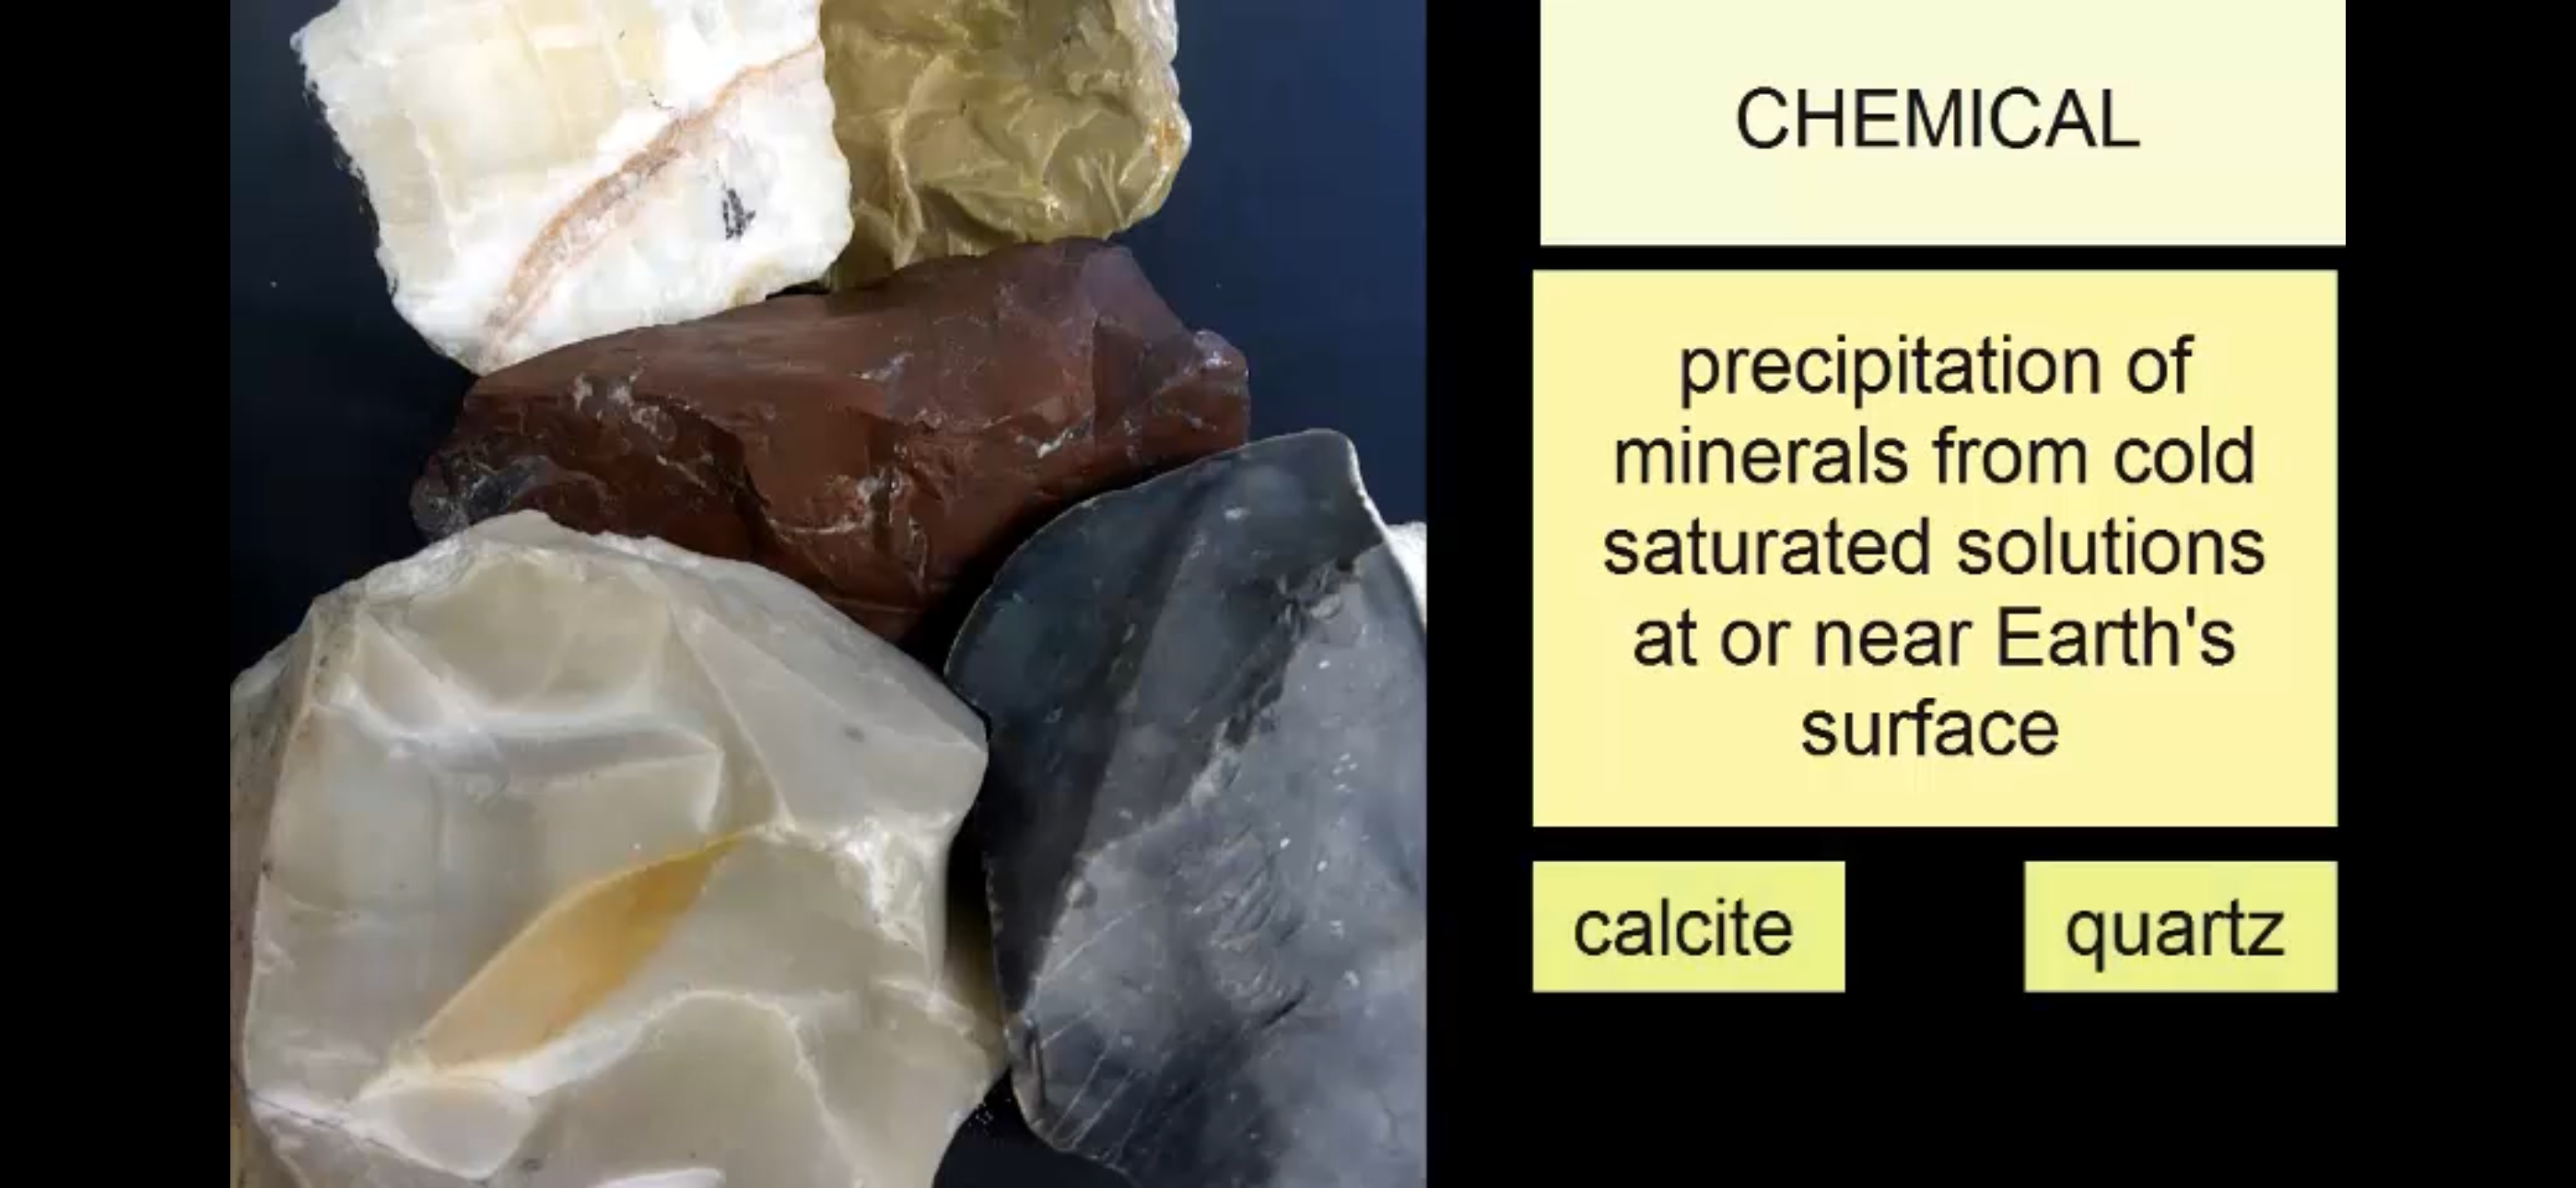 CHEMICAL
precipitation of
minerals from cold
saturated solutions
at or near Earth's
surface
calcite
quartz